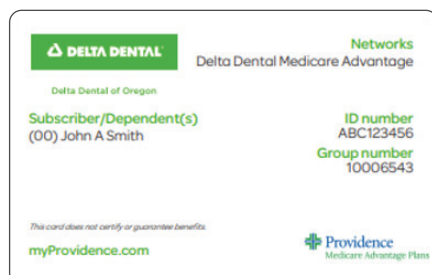 DELTA DENTAL®
Delta Dental of Oregon
Networks
Delta Dental Medicare Advantage
Subscriber/Dependent(s)
(00) John A Smith
ID number
ABC123456
Group number
10006543
This card does not certify or guarantee benefits.
myProvidence.com
Providence
Medicare Advantage Plans